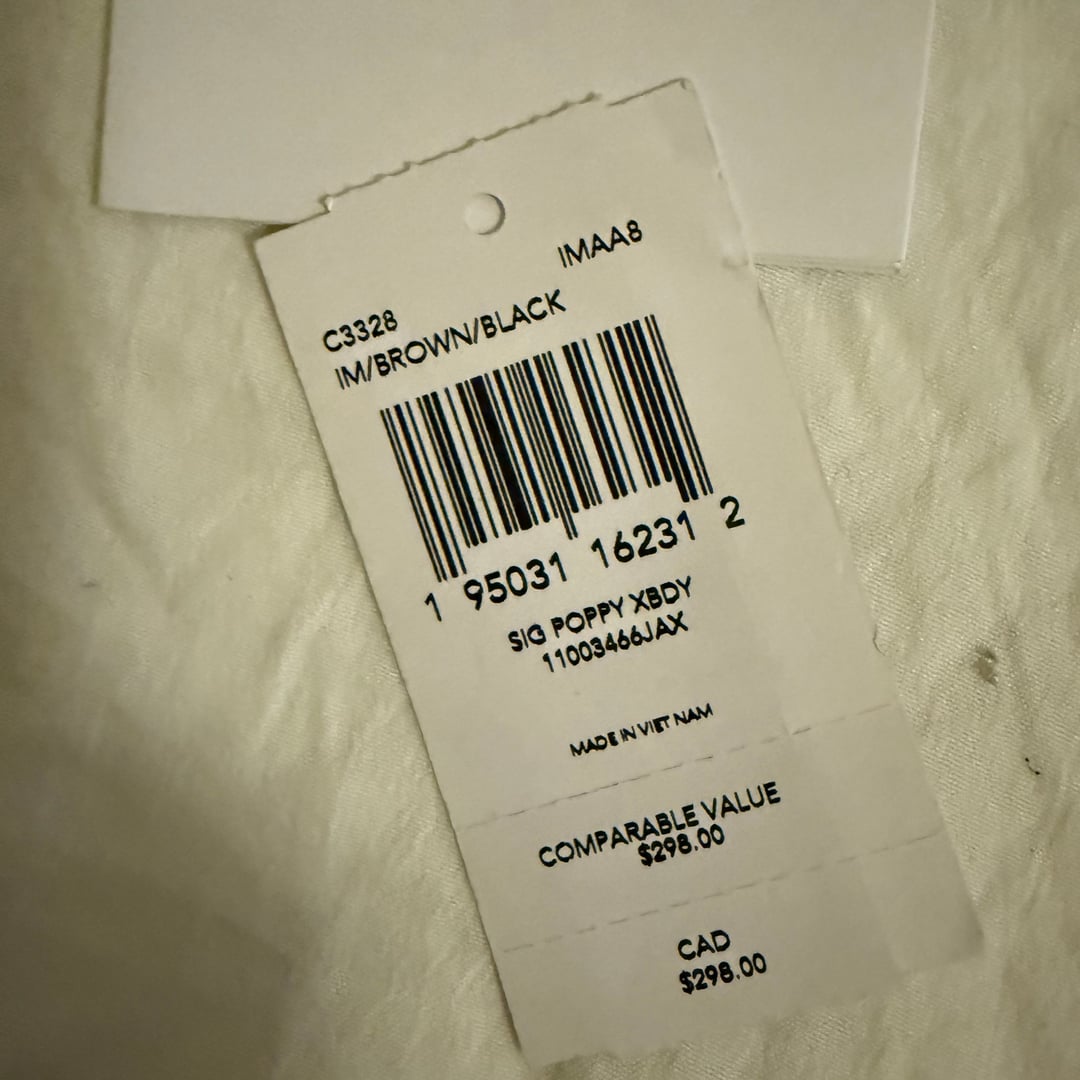 IMAA8
C3328
IM/BROWN/BLACK
1 95031 16231 2
SIG POPPY XBDY
11003466JAX
MADE IN VIET NAM
COMPARABLE VALUE
$298.00
CAD
$298.00